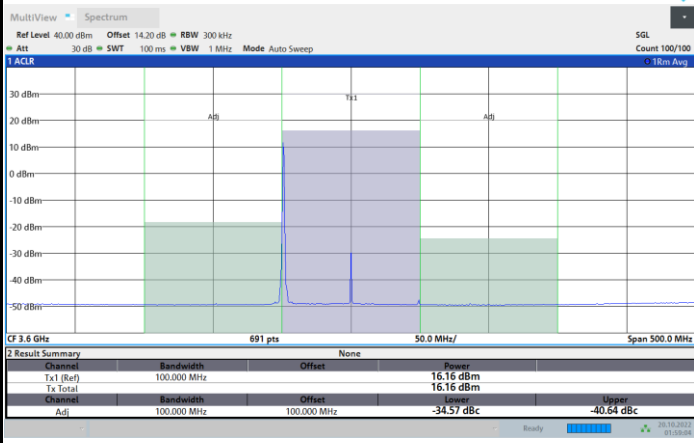 MultiView Spectrum
Ref Level 40.00 dBm Offset 14.20 dB RBW 300 kHz SGL
Att 30 dB SWT 100 ms VBW 1 MHz Mode Auto Sweep Count 100/100
1 ACLR 1Rm Avg
30 dBm
Tx1
20 dBm Adj Adj
10 dBm
0 dBm
-10 dBm
-20 dBm
-30 dBm
-40 dBm
-50 dBm
CF 3.6 GHz 691 pts 50.0 MHz/ Span 500.0 MHz
2 Result Summary None
Channel Bandwidth Offset Power
Tx1 (Ref) 100.000 MHz 16.16 dBm
Tx Total 16.16 dBm
Channel Bandwidth Offset Lower Upper
Adj 100.000 MHz 100.000 MHz -34.57 dBc -40.64 dBc
Ready 20.10.2022
01:59:04